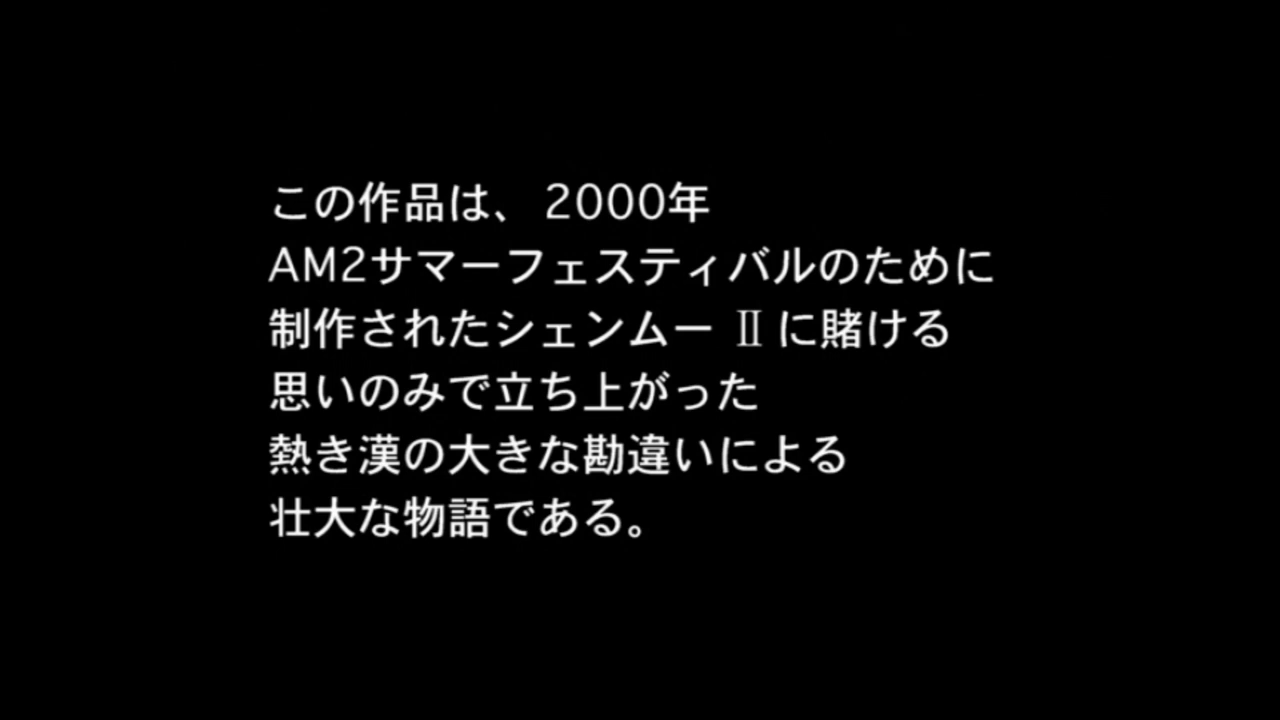 この作品は、2000年
AM2サマーフェスティバルのために
制作されたシェンムー Ⅱ に賭ける
思いのみで立ち上がった
熱き漢の大きな勘違いによる
壮大な物語である。